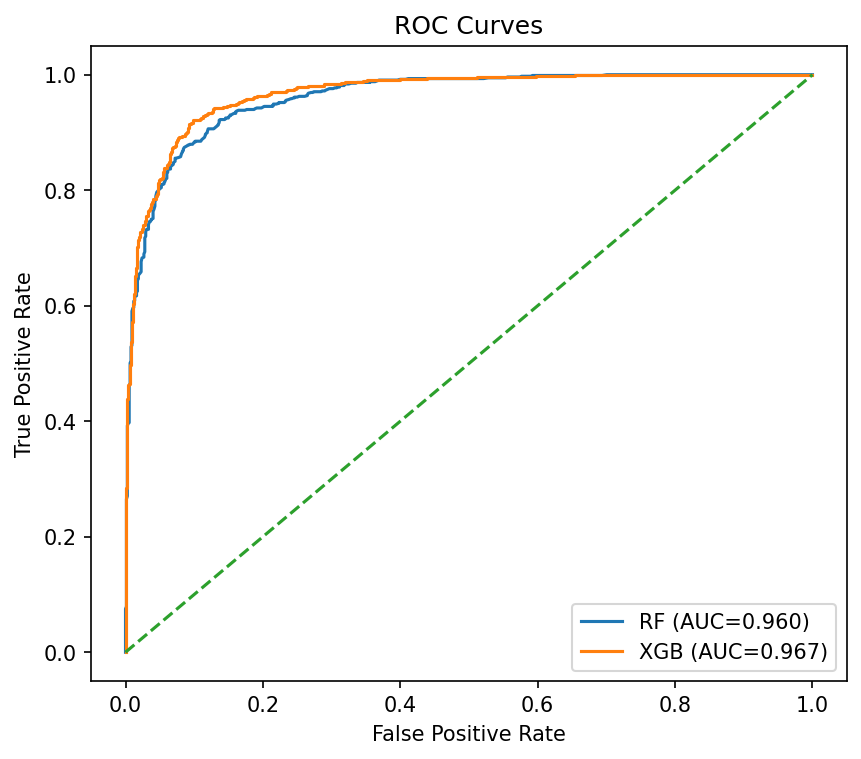 ROC Curves
True Positive Rate
1.0
0.8
0.6
0.4
0.2
0.0
RF (AUC=0.960)
XGB (AUC=0.967)
0.0 0.2 0.4 0.6 0.8 1.0
False Positive Rate